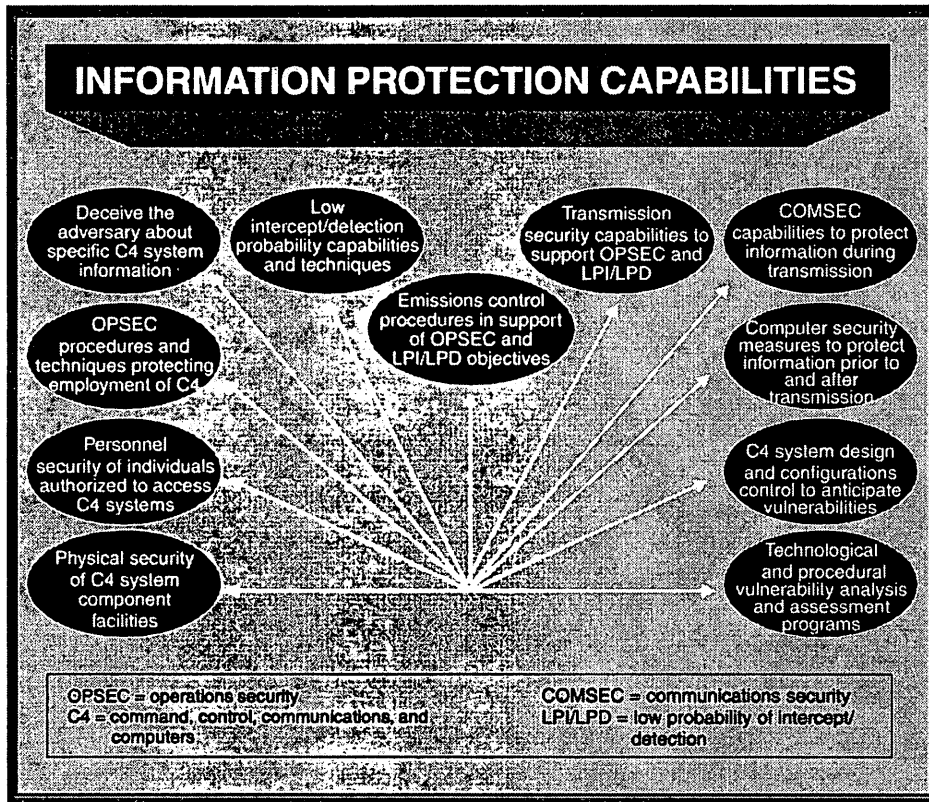 INFORMATION PROTECTION CAPABILITIES
Deceive the
adversary about
specific C4 system
information
Low
intercept/detection
probability capabilities
and techniques
Transmission
security capabilities to
support OPSEC and
LPI/LPD
COMSEC
capabilities to protect
information during
transmission
Emissions control
procedures in support
of OPSEC and
LPI/LPD objectives
OPSEC
procedures and
techniques protecting
employment of C4
Computer security
measures to protect
information prior to
and after
transmission
Personnel
security of individuals
authorized to access
C4 systems
C4 system design
and configurations
control to anticipate
vulnerabilities
Physical security
of C4 system
component
facilities
Technological
and procedural
vulnerability analysis
and assessment
programs
OPSEC = operations security
C4 = command, control, communications, and
computers
COMSEC = communications security
LPI/LPD = low probability of intercept/
detection